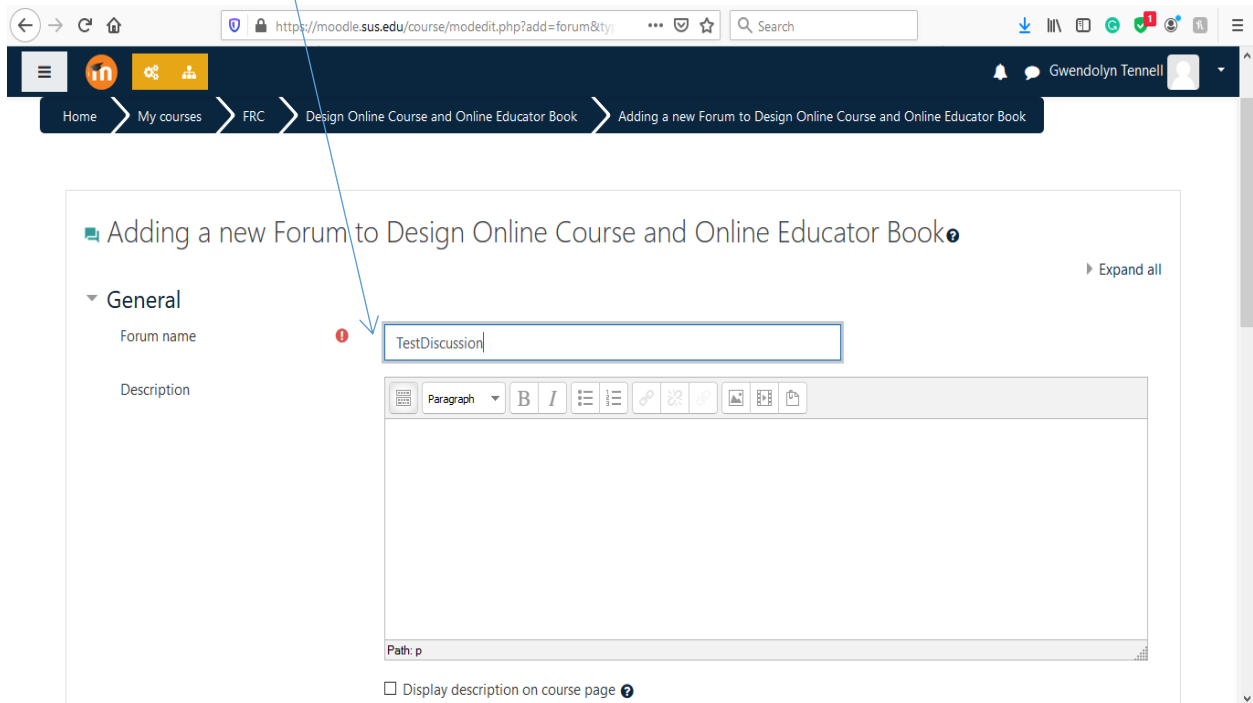 https://moodle.sus.edu/course/modedit.php?add=forum&ty
Search
1
m
Gwendolyn Tennell
Home
My courses
FRC
Design Online Course and Online Educator Book
Adding a new Forum to Design Online Course and Online Educator Book
Adding a new Forum to Design Online Course and Online Educator Book
Expand all
General
Forum name
TestDiscussion
Description
Paragraph
B I
Path: p
Display description on course page